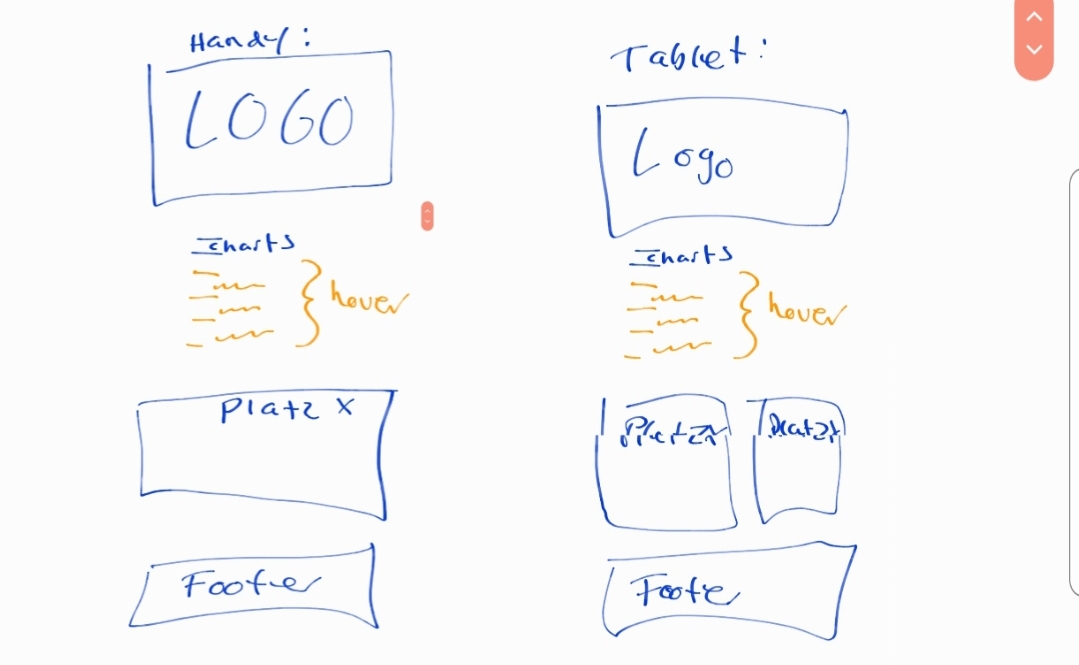 Handy:
LOGO
Charts
hover
Platz X
Footer
Tablet:
Logo
Charts
hover
Platz X
Platz Y
Footer